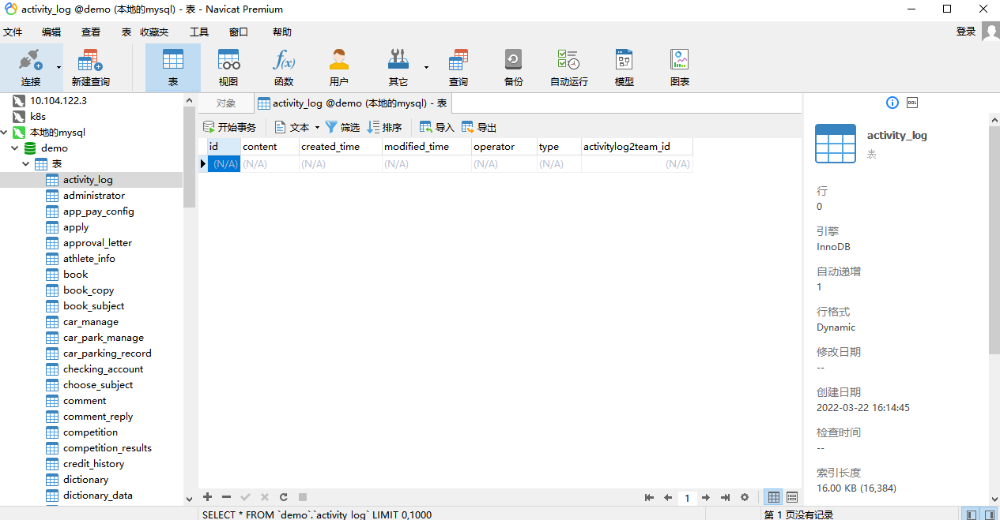 activity_log @demo (本地的mysql) - 表 - Navicat Premium
文件 编辑 查看 表 收藏夹 工具 窗口 帮助 登录
连接 新建查询 表 视图 函数 用户 其它 查询 备份 自动运行 模型 图表
f(x)
10.104.122.3
k8s
本地的mysql
demo
表
activity_log
administrator
app_pay_config
apply
approval_letter
athlete_info
book
book_copy
book_subject
car_manage
car_park_manage
car_parking_record
checking_account
choose_subject
comment
comment_reply
competition
competition_results
credit_history
dictionary
dictionary_data
对象 activity_log @demo (本地的mysql) - 表
开始事务 文本 筛选 排序 导入 导出
id content created_time modified_time operator type activitylog2team_id
(N/A) (N/A) (N/A) (N/A) (N/A) (N/A) (N/A)
1
SELECT * FROM `demo`.`activity_log` LIMIT 0,1000
第 1 页没有记录
DDL
activity_log
表
行
0
引擎
InnoDB
自动递增
1
行格式
Dynamic
修改日期
--
创建日期
2022-03-22 16:14:45
检查时间
--
索引长度
16.00 KB (16,384)